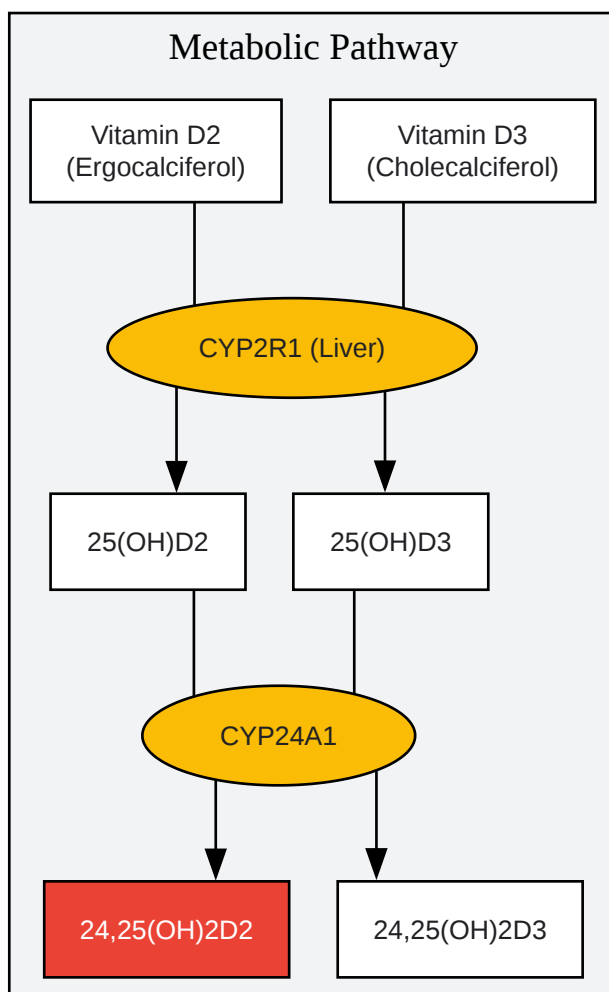 Metabolic Pathway
Vitamin D2
(Ergocalciferol)
Vitamin D3
(Cholecalciferol)
CYP2R1 (Liver)
25(OH)D2
25(OH)D3
CYP24A1
24,25(OH)2D2
24,25(OH)2D3